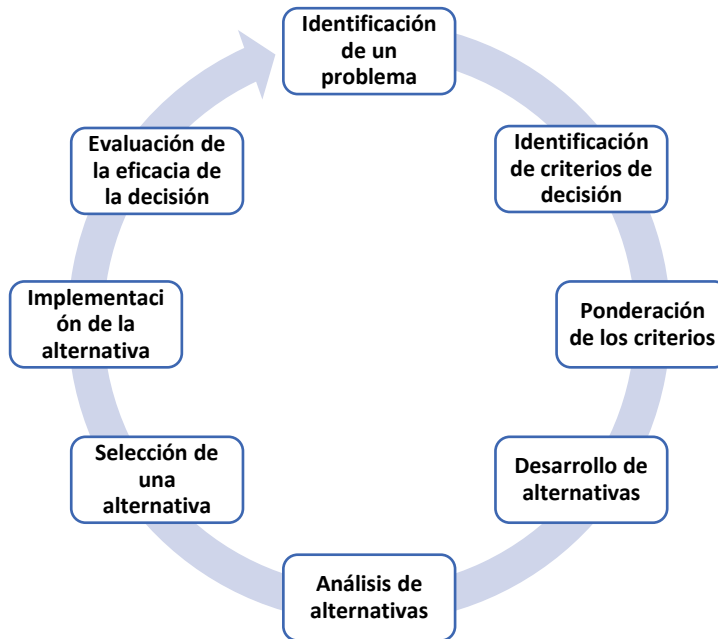 Identificación
de un
problema
Identificación
de criterios de
decisión
Ponderación
de los criterios
Desarrollo de
alternativas
Análisis de
alternativas
Selección de
una
alternativa
Implementaci
ón de la
alternativa
Evaluación de
la eficacia de
la decisión